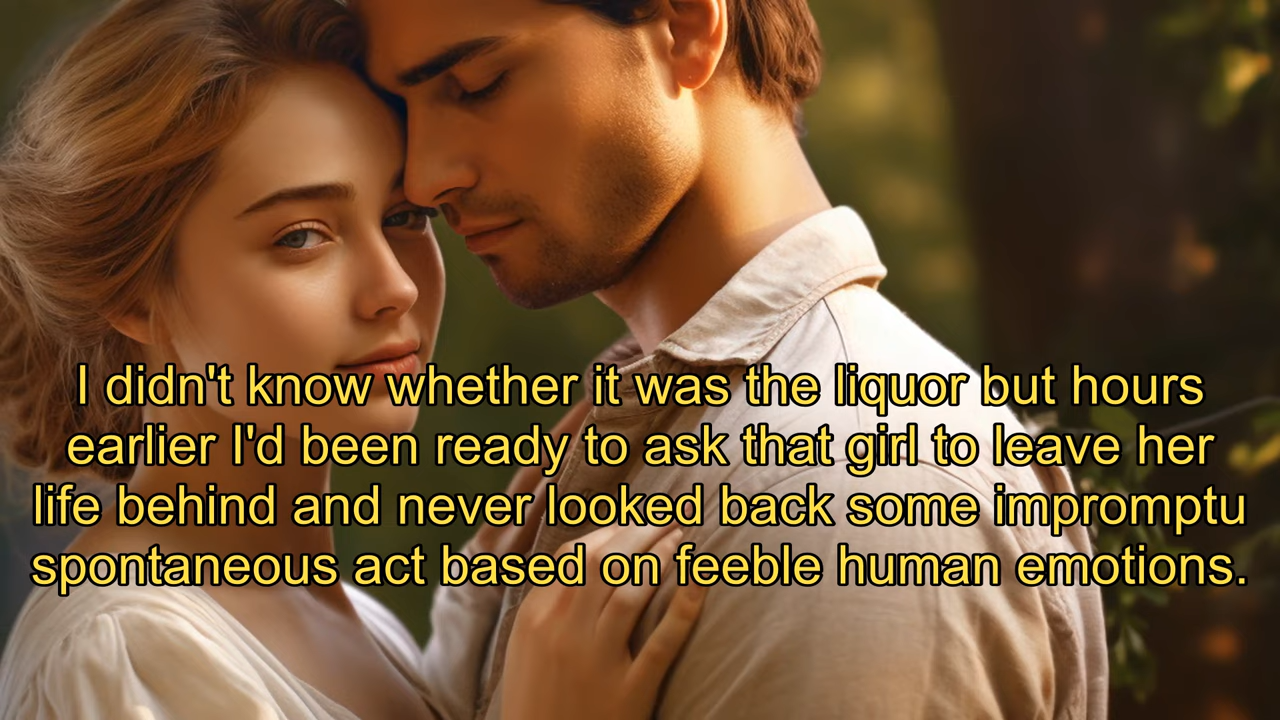 I didn't know whether it was the liquor but hours
earlier I'd been ready to ask that girl to leave her
life behind and never looked back some impromptu
spontaneous act based on feeble human emotions.